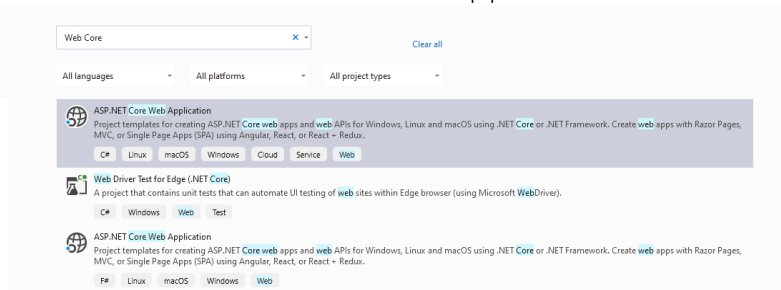 Web Core
Clear all
All languages All platforms All project types
ASP.NET Core Web Application
Project templates for creating ASP.NET Core web apps and web APIs for Windows, Linux and macOS using .NET Core or .NET Framework. Create web apps with Razor Pages,
MVC, or Single Page Apps (SPA) using Angular, React, or React + Redux.
C# Linux macOS Windows Cloud Service Web
Web Driver Test for Edge (.NET Core)
A project that contains unit tests that can automate UI testing of web sites within Edge browser (using Microsoft WebDriver).
C# Windows Web Test
ASP.NET Core Web Application
Project templates for creating ASP.NET Core web apps and web APIs for Windows, Linux and macOS using .NET Core or .NET Framework. Create web apps with Razor Pages,
MVC, or Single Page Apps (SPA) using Angular, React, or React + Redux.
F# Linux macOS Windows Web